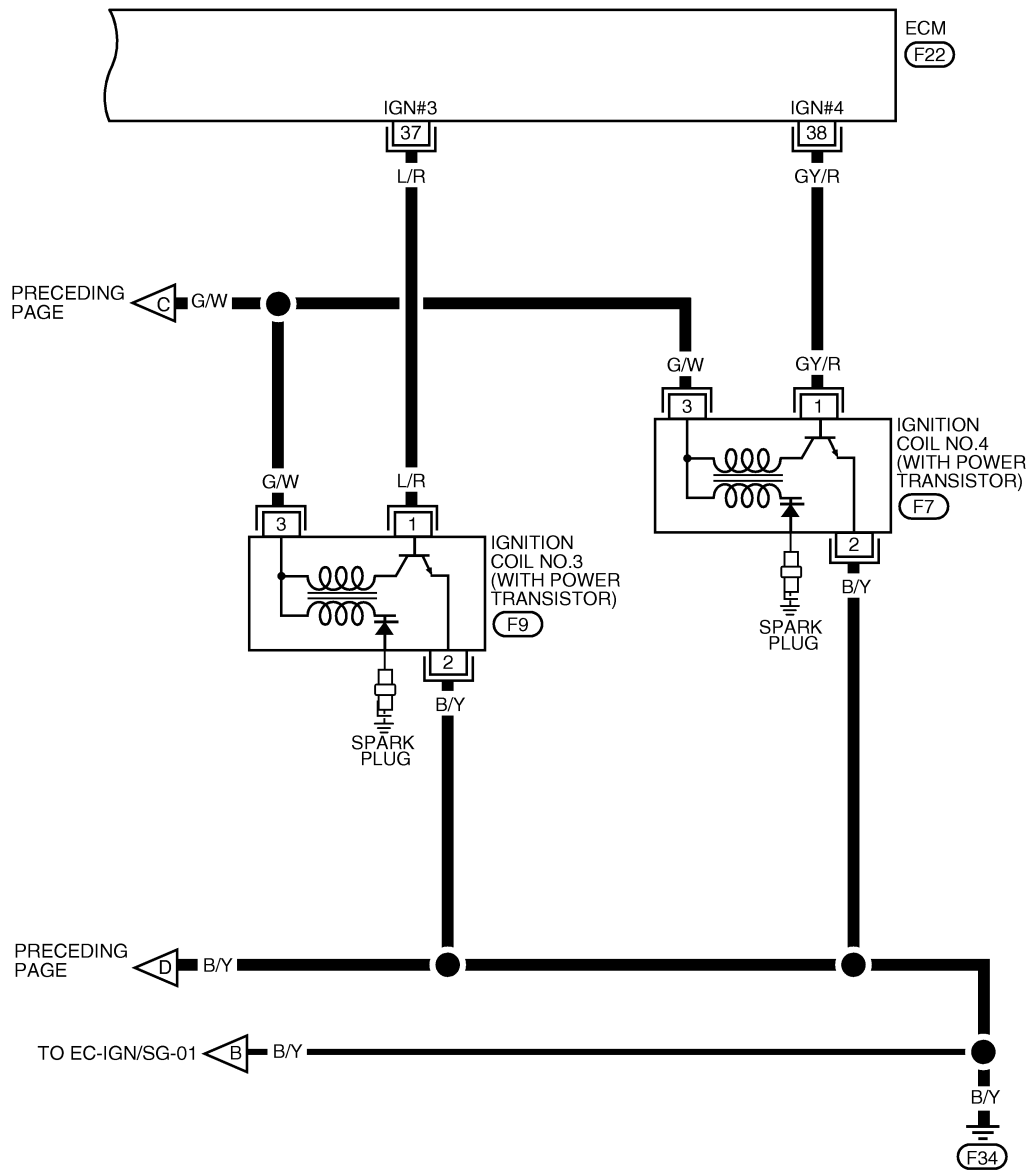 ECM
F22
IGN#3
IGN#4
37
38
L/R
GY/R
PRECEDING
PAGE
C
G/W
G/W
GY/R
3
1
IGNITION
COIL NO.4
(WITH POWER
TRANSISTOR)
F7
2
B/Y
SPARK
PLUG
G/W
L/R
3
1
IGNITION
COIL NO.3
(WITH POWER
TRANSISTOR)
F9
2
B/Y
SPARK
PLUG
PRECEDING
PAGE
D
B/Y
TO EC-IGN/SG-01
B
B/Y
B/Y
F34